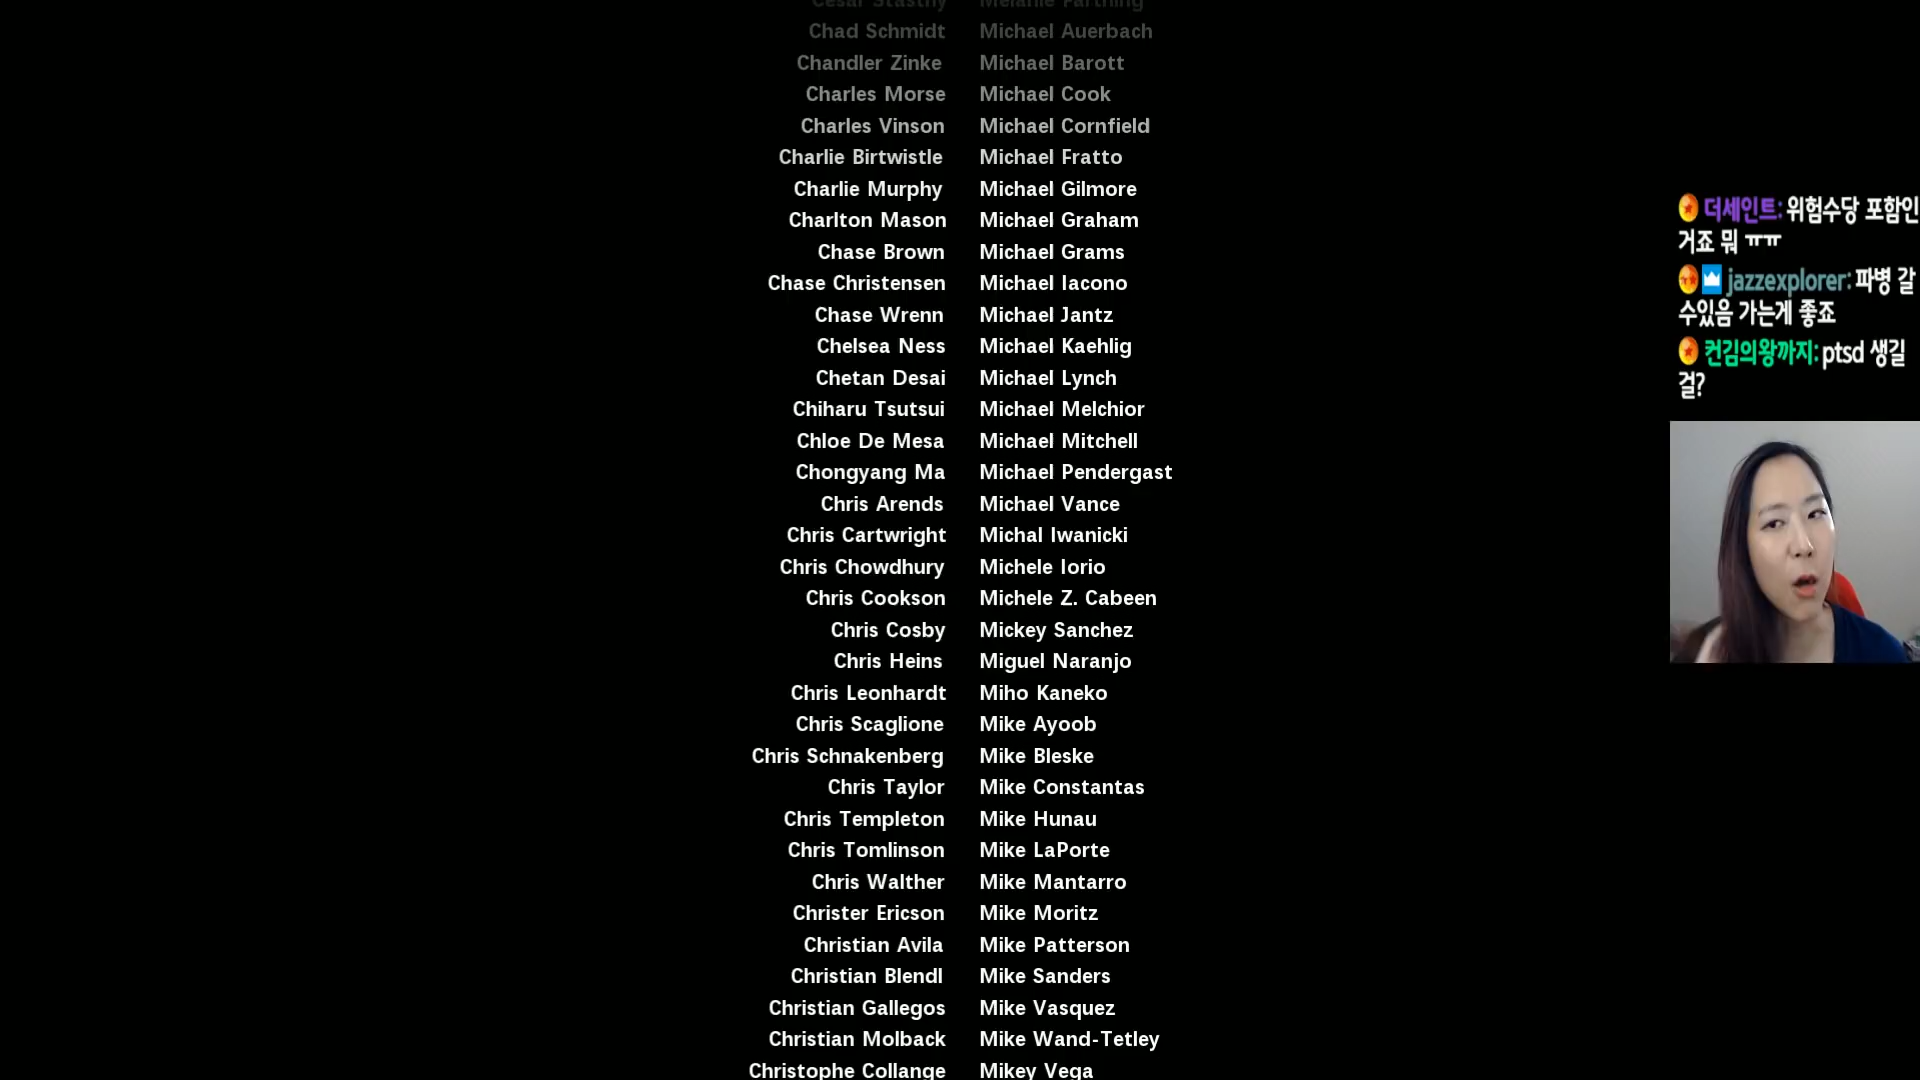 Cesar Stastny Melanie Farthing
Chad Schmidt Michael Auerbach
Chandler Zinke Michael Barott
Charles Morse Michael Cook
Charles Vinson Michael Cornfield
Charlie Birtwistle Michael Fratto
Charlie Murphy Michael Gilmore
Charlton Mason Michael Graham
Chase Brown Michael Grams
Chase Christensen Michael Iacono
Chase Wrenn Michael Jantz
Chelsea Ness Michael Kaehlig
Chetan Desai Michael Lynch
Chiharu Tsutsui Michael Melchior
Chloe De Mesa Michael Mitchell
Chongyang Ma Michael Pendergast
Chris Arends Michael Vance
Chris Cartwright Michal Iwanicki
Chris Chowdhury Michele Iorio
Chris Cookson Michele Z. Cabeen
Chris Cosby Mickey Sanchez
Chris Heins Miguel Naranjo
Chris Leonhardt Miho Kaneko
Chris Scaglione Mike Ayoob
Chris Schnakenberg Mike Bleske
Chris Taylor Mike Constantas
Chris Templeton Mike Hunau
Chris Tomlinson Mike LaPorte
Chris Walther Mike Mantarro
Christer Ericson Mike Moritz
Christian Avila Mike Patterson
Christian Blendl Mike Sanders
Christian Gallegos Mike Vasquez
Christian Molback Mike Wand-Tetley
Christophe Collange Mikey Vega
더세인트: 위험수당 포함인
거죠 뭐 ㅠㅠ
jazzexplorer: 파병 갈
수있음 가는게 좋죠
컨김의왕까지: ptsd 생길
걸?